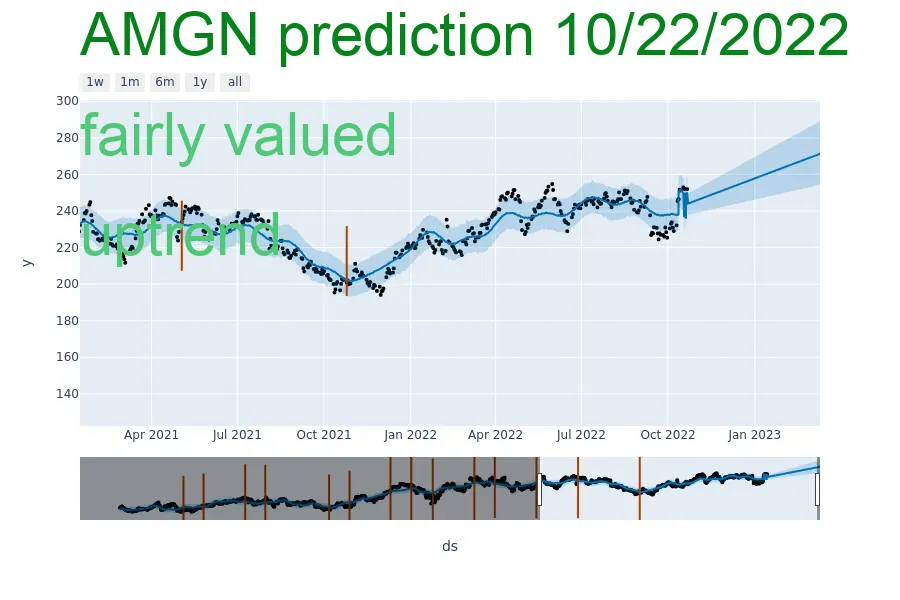 AMGN prediction 10/22/2022
1w 1m 6m 1y all
300
fairly valued
280
260
240
uptrend
220
y
200
180
160
140
Apr 2021 Jul 2021 Oct 2021 Jan 2022 Apr 2022 Jul 2022 Oct 2022 Jan 2023
ds